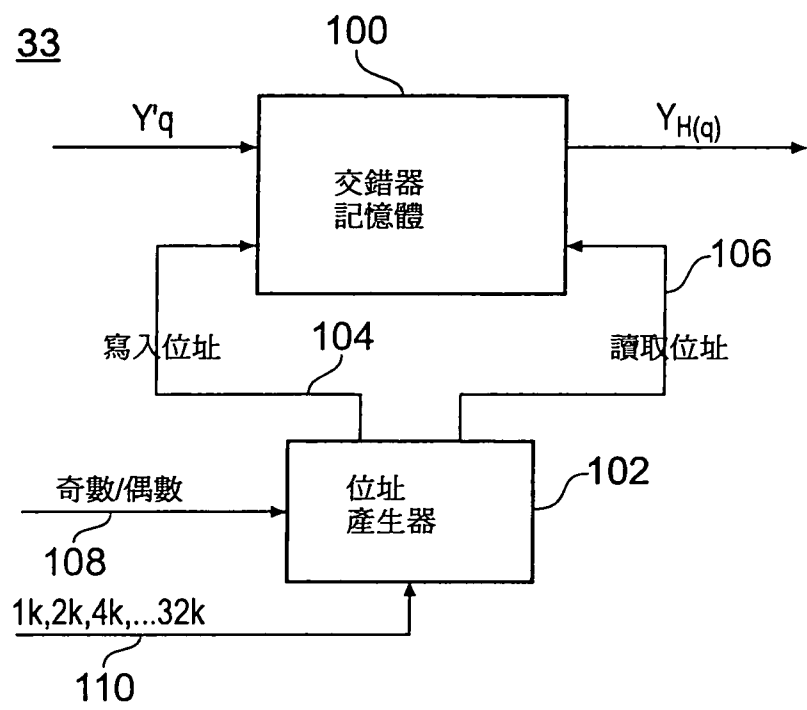 33
100
Y'q
Y_H(q)
交錯器
記憶體
106
寫入位址
104
讀取位址
102
奇數/偶數
位址
產生器
108
1k,2k,4k,...32k
110